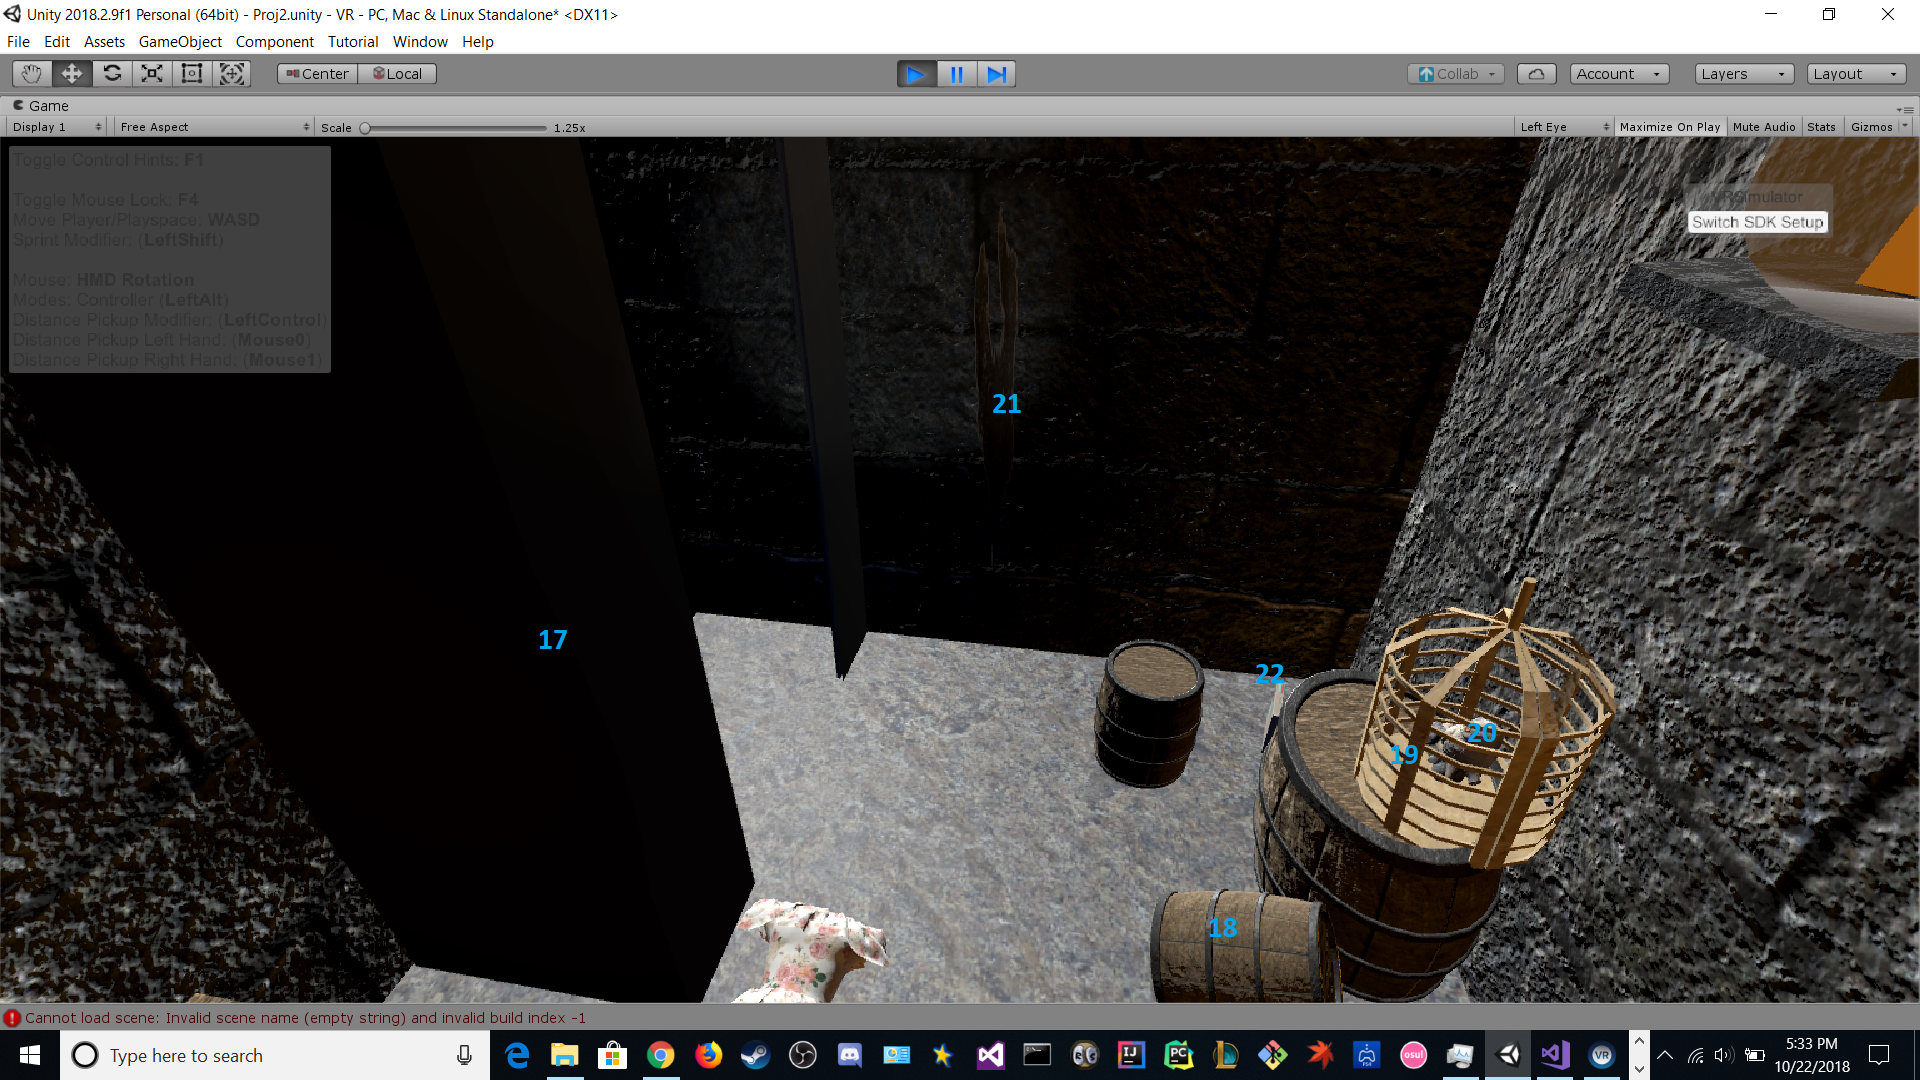 Unity 2018.2.9f1 Personal (64bit) - Proj2.unity - VR - PC, Mac & Linux Standalone* <DX11>
File Edit Assets GameObject Component Tutorial Window Help
Center Local Collab Account Layers Layout
Game
Display 1 Free Aspect Scale 1.25x Left Eye Maximize On Play Mute Audio Stats Gizmos
Toggle Control Hints: F1
Toggle Mouse Lock: F4
Move Player/Playspace: WASD
Sprint Modifier: (LeftShift)
Mouse: HMD Rotation
Modes: Controller (LeftAlt)
Distance Pickup Modifier: (LeftControl)
Distance Pickup Left Hand: (Mouse0)
Distance Pickup Right Hand: (Mouse1)
VRSimulator
Switch SDK Setup
21
17
22
20
19
18
Cannot load scene: Invalid scene name (empty string) and invalid build index -1
Type here to search
osu!
VR
5:33 PM
10/22/2018